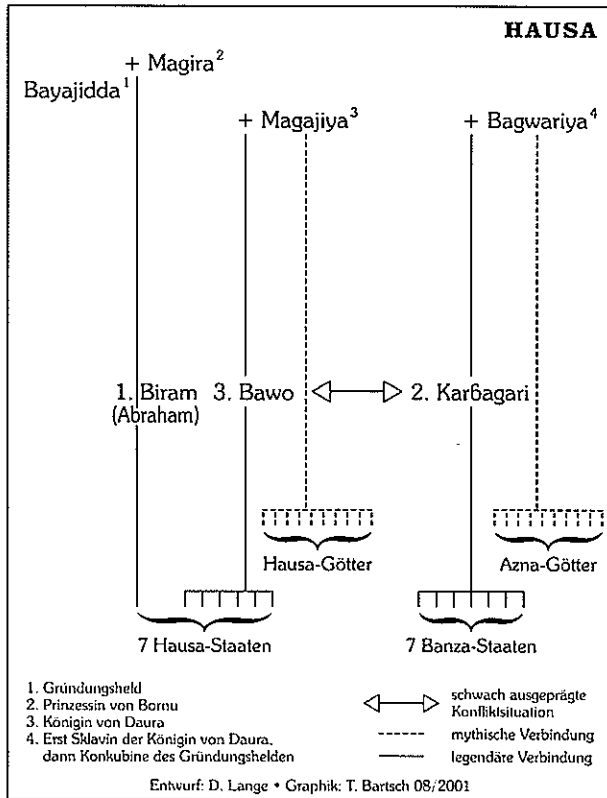 HAUSA
+ Magira²
Bayajidda¹
+ Magajiya³
+ Bagwariya⁴
1. Biram
(Abraham)
3. Bawo
2. Karɓagari
Hausa-Götter
Azna-Götter
7 Hausa-Staaten
7 Banza-Staaten
1. Gründungsheld
2. Prinzessin von Bornu
3. Königin von Daura
4. Erst Sklavin der Königin von Daura,
dann Konkubine des Gründungshelden
schwach ausgeprägte
Konfliktsituation
mythische Verbindung
legendäre Verbindung
Entwurf: D. Lange • Graphik: T. Bartsch 08/2001